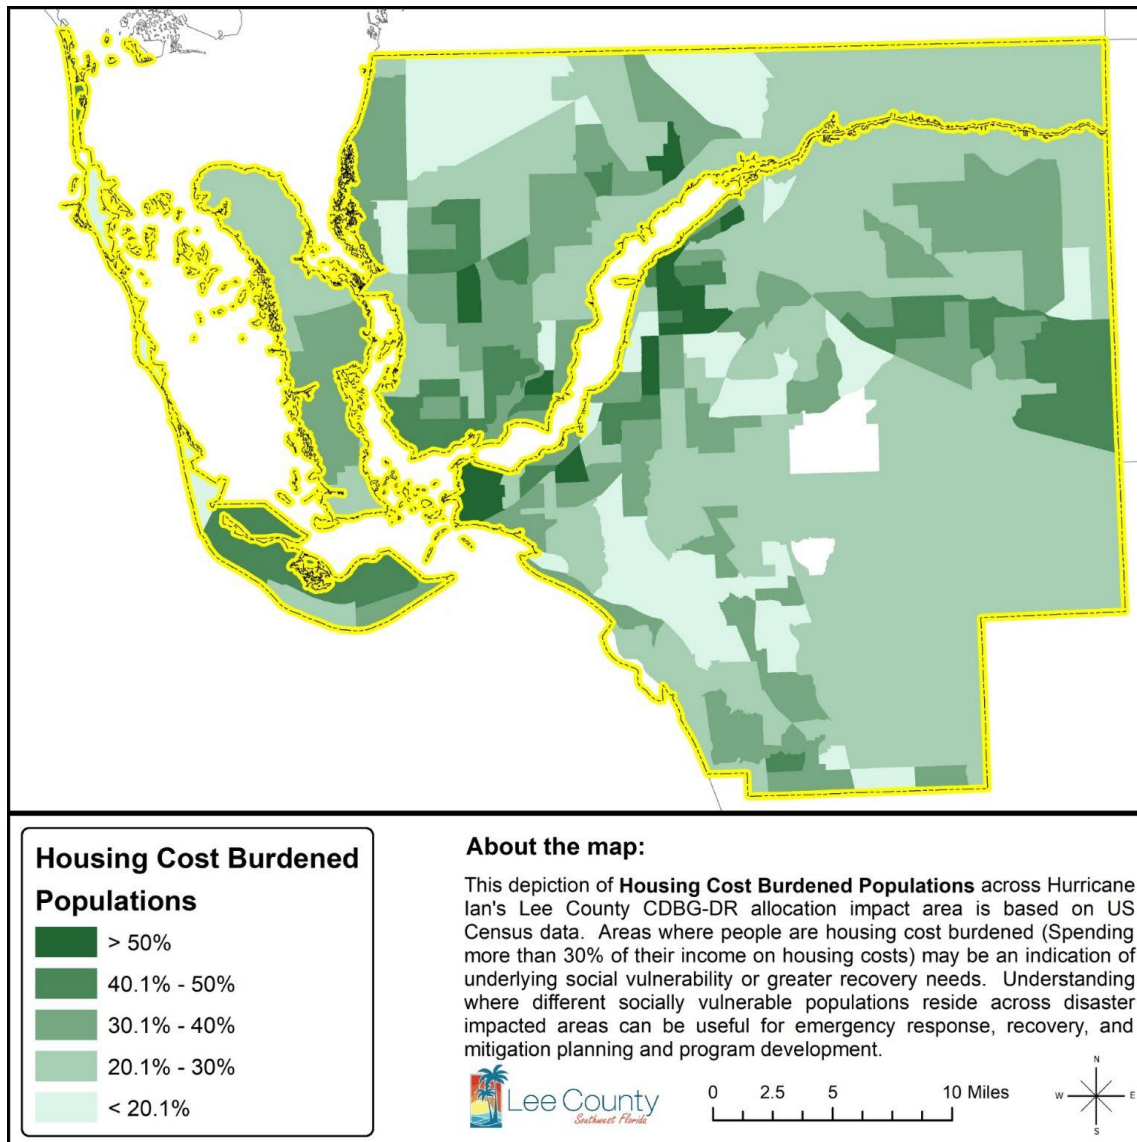 Housing Cost Burdened
Populations
> 50%
40.1% - 50%
30.1% - 40%
20.1% - 30%
< 20.1%
About the map:
This depiction of Housing Cost Burdened Populations across Hurricane
Ian's Lee County CDBG-DR allocation impact area is based on US
Census data. Areas where people are housing cost burdened (Spending
more than 30% of their income on housing costs) may be an indication of
underlying social vulnerability or greater recovery needs. Understanding
where different socially vulnerable populations reside across disaster
impacted areas can be useful for emergency response, recovery, and
mitigation planning and program development.
Lee County
Southwest Florida
0 2.5 5 10 Miles
N
W E
S